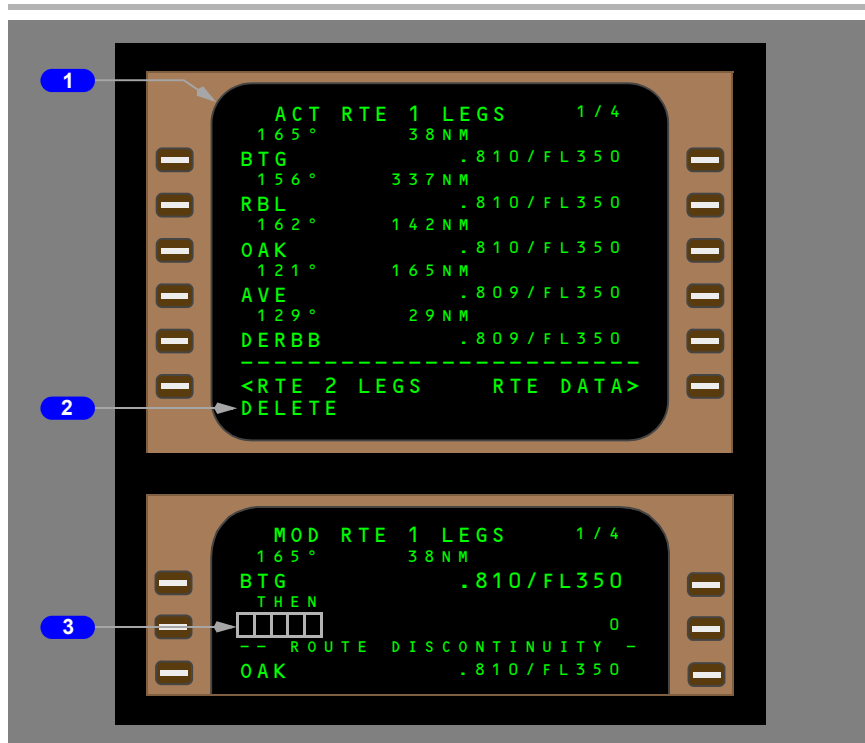 1
ACT RTE 1 LEGS 1/4
165° 38NM
BTG .810/FL350
156° 337NM
RBL .810/FL350
162° 142NM
OAK .810/FL350
121° 165NM
AVE .809/FL350
129° 29NM
DERBB .809/FL350
--------------------------
<RTE 2 LEGS RTE DATA>
2
DELETE
MOD RTE 1 LEGS 1/4
165° 38NM
BTG .810/FL350
THEN
3
0
-- ROUTE DISCONTINUITY -
OAK .810/FL350